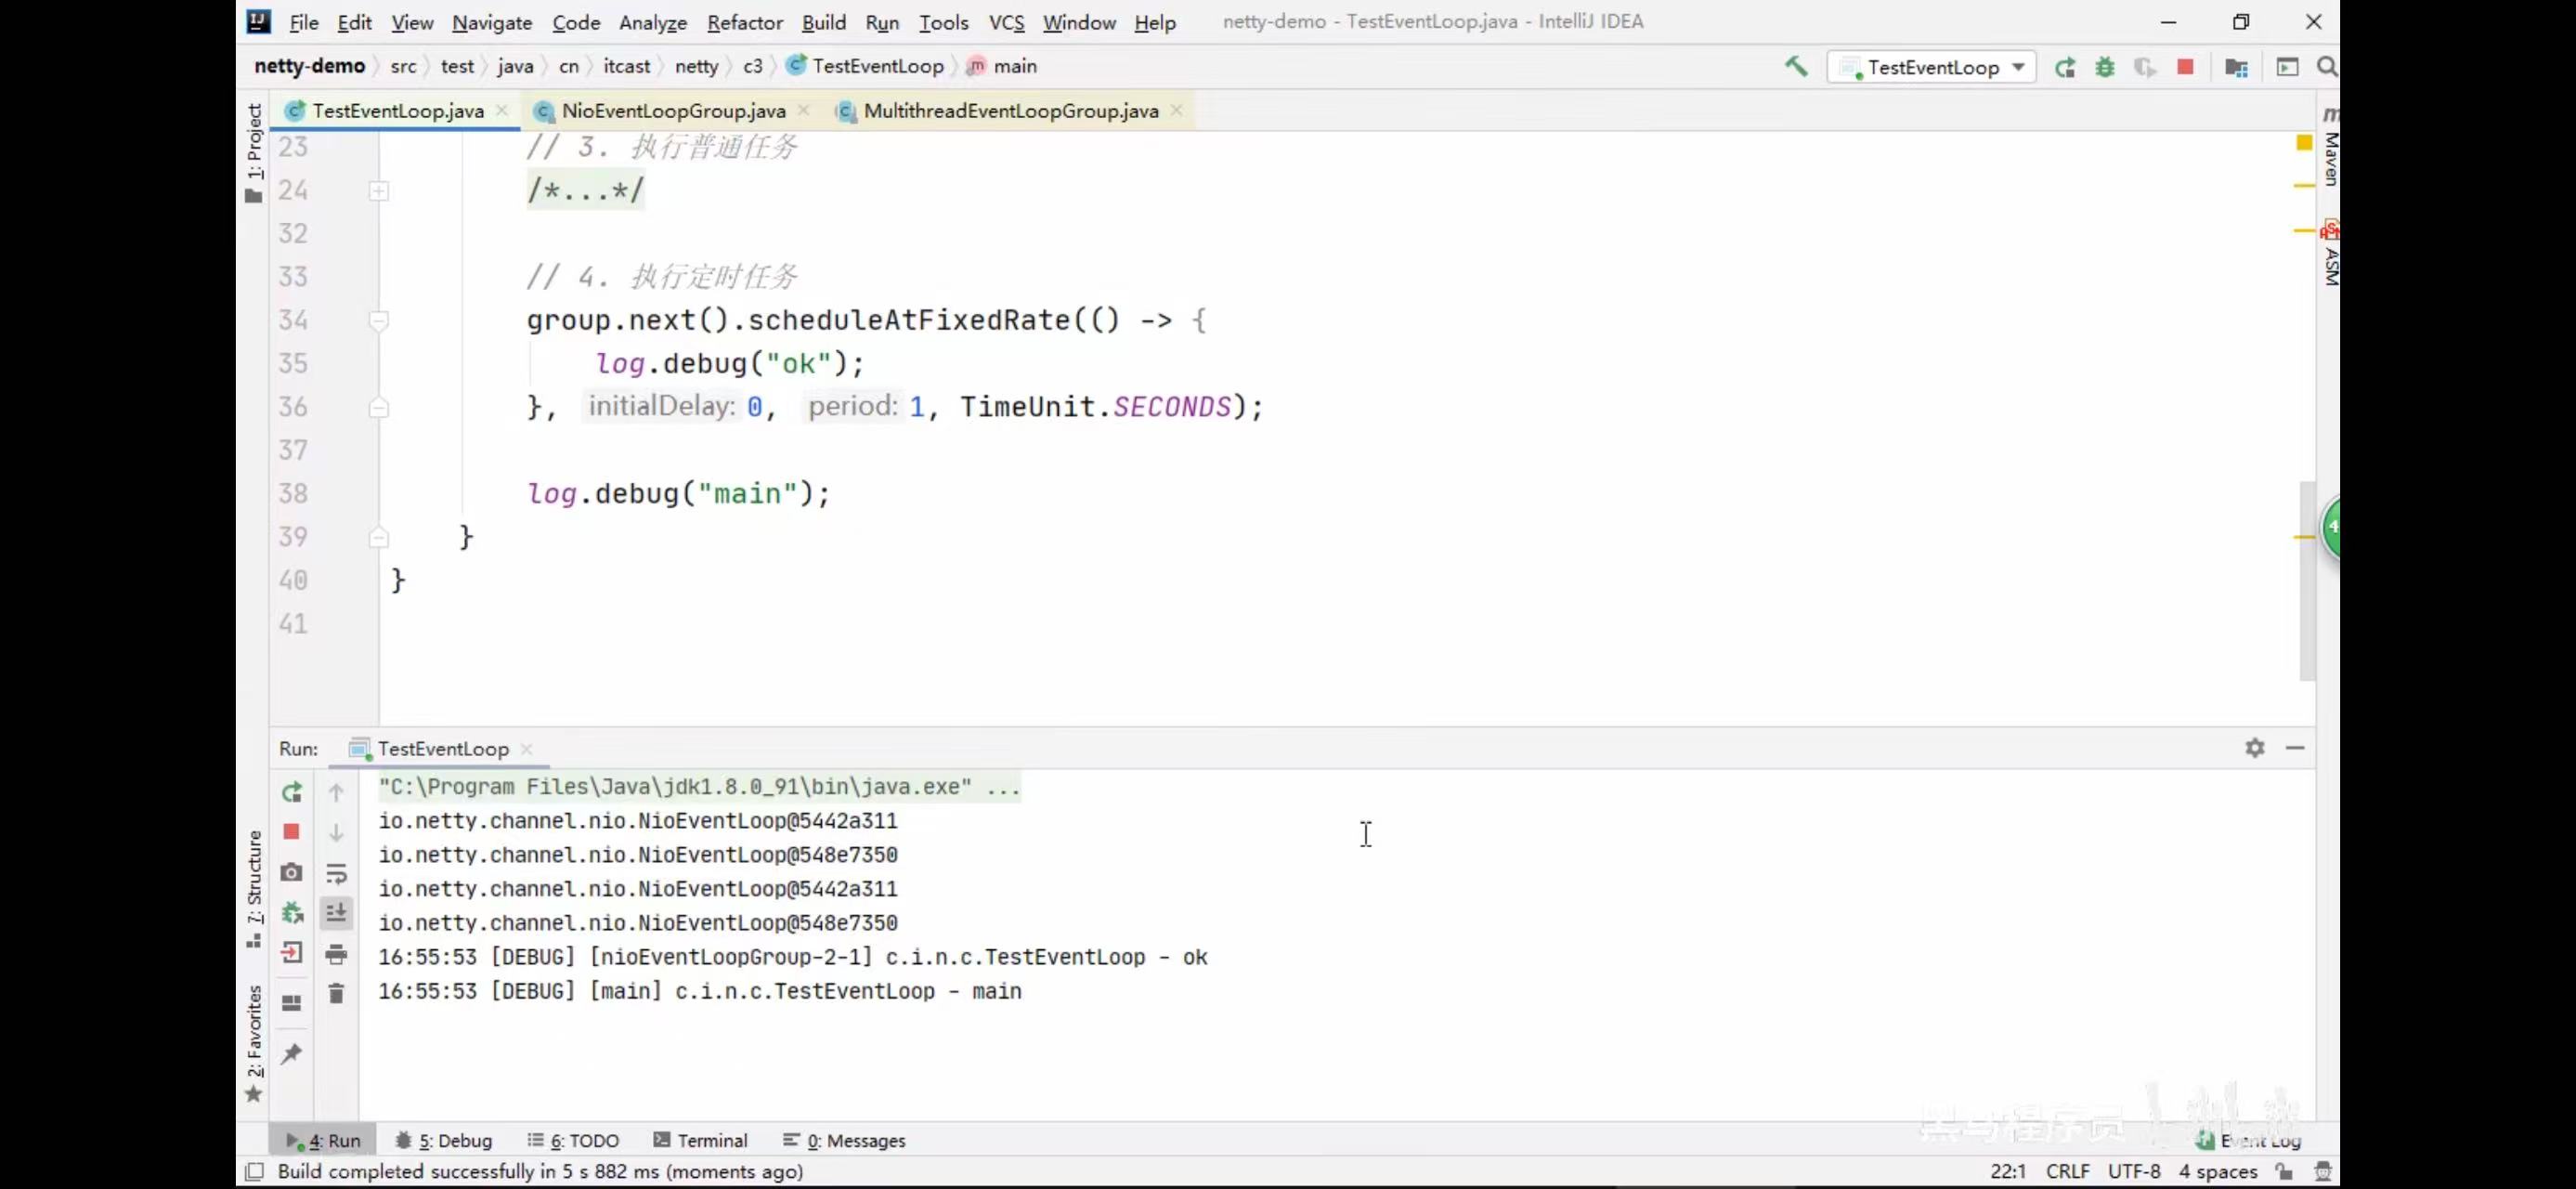 File Edit View Navigate Code Analyze Refactor Build Run Tools VCS Window Help netty-demo - TestEventLoop.java - IntelliJ IDEA
netty-demo src test java cn itcast netty c3 TestEventLoop main TestEventLoop
TestEventLoop.java NioEventLoopGroup.java MultithreadEventLoopGroup.java
1: Project
23 // 3. 执行普通任务
24 /*...*/
32
33 // 4. 执行定时任务
34 group.next().scheduleAtFixedRate(() -> {
35 log.debug("ok");
36 }, initialDelay: 0, period: 1, TimeUnit.SECONDS);
37
38 log.debug("main");
39 }
40 }
41
Maven
ASM
4
Run: TestEventLoop
"C:\Program Files\Java\jdk1.8.0_91\bin\java.exe" ...
io.netty.channel.nio.NioEventLoop@5442a311
io.netty.channel.nio.NioEventLoop@548e7350
io.netty.channel.nio.NioEventLoop@5442a311
io.netty.channel.nio.NioEventLoop@548e7350
16:55:53 [DEBUG] [nioEventLoopGroup-2-1] c.i.n.c.TestEventLoop - ok
16:55:53 [DEBUG] [main] c.i.n.c.TestEventLoop - main
7: Structure
2: Favorites
黑马程序员
4: Run 5: Debug 6: TODO Terminal 0: Messages Event Log
Build completed successfully in 5 s 882 ms (moments ago) 22:1 CRLF UTF-8 4 spaces